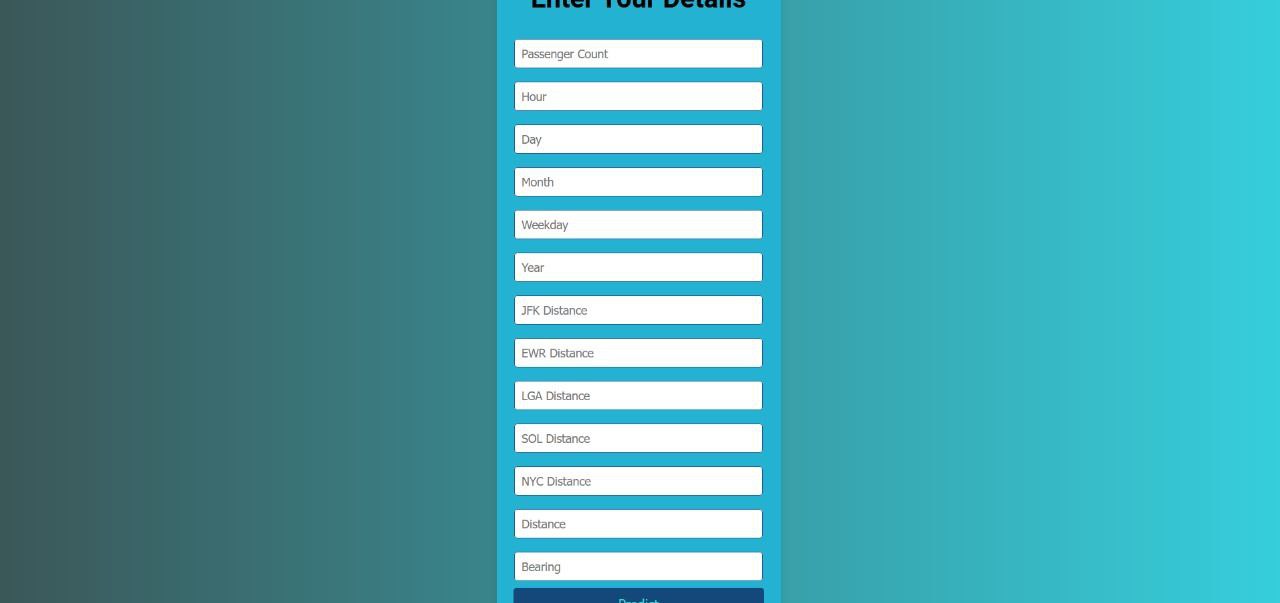 Enter Your Details
Passenger Count
Hour
Day
Month
Weekday
Year
JFK Distance
EWR Distance
LGA Distance
SOL Distance
NYC Distance
Distance
Bearing
Predict